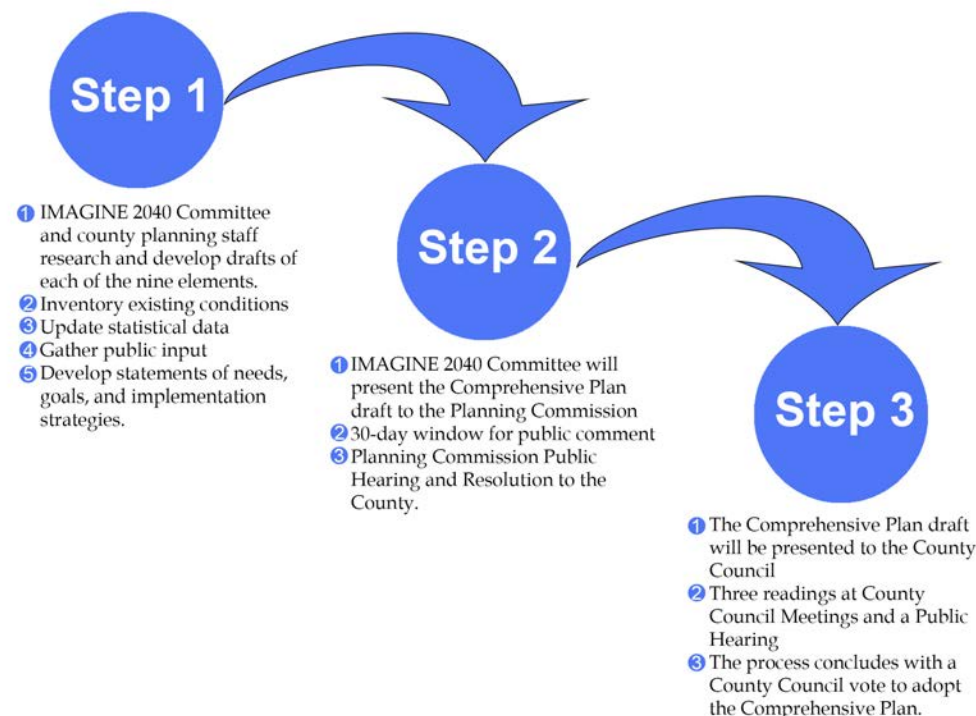 Step 1
1 IMAGINE 2040 Committee
and county planning staff
research and develop drafts of
each of the nine elements.
2 Inventory existing conditions
3 Update statistical data
4 Gather public input
5 Develop statements of needs,
goals, and implementation
strategies.
Step 2
1 IMAGINE 2040 Committee will
present the Comprehensive Plan
draft to the Planning Commission
2 30-day window for public comment
3 Planning Commission Public
Hearing and Resolution to the
County.
Step 3
1 The Comprehensive Plan draft
will be presented to the County
Council
2 Three readings at County
Council Meetings and a Public
Hearing
3 The process concludes with a
County Council vote to adopt
the Comprehensive Plan.